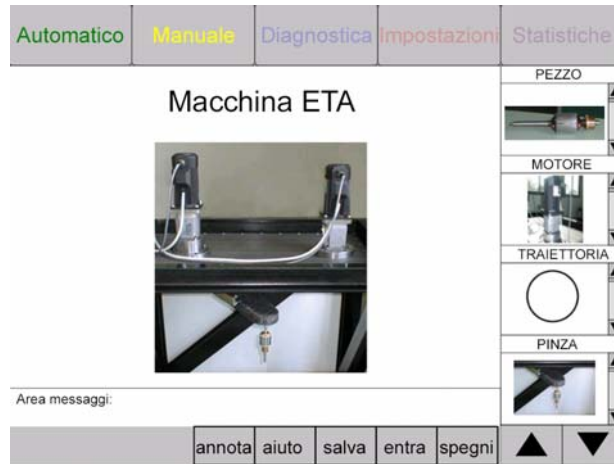 Automatico Manuale Diagnostica Impostazioni Statistiche
Macchina ETA
PEZZO
MOTORE
TRAIETTORIA
PINZA
Area messaggi:
annota aiuto salva entra spegni